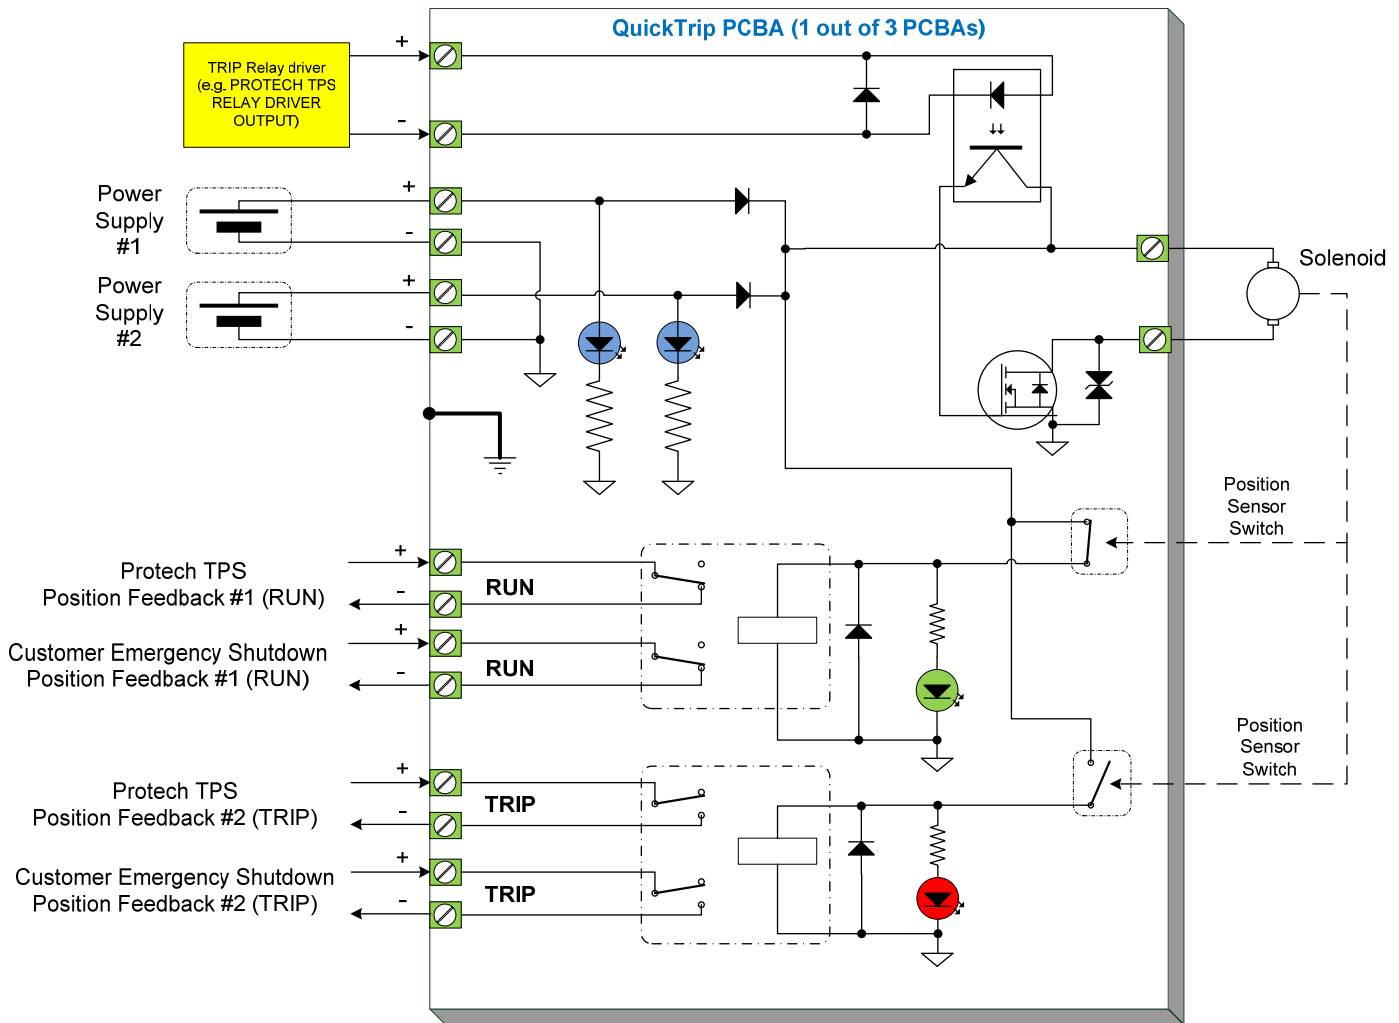 QuickTrip PCBA (1 out of 3 PCBAs)
TRIP Relay driver
(e.g. PROTECH TPS
RELAY DRIVER
OUTPUT)
+
-
Power
Supply
#1
+
-
Power
Supply
#2
+
-
Solenoid
Position
Sensor
Switch
Protech TPS
Position Feedback #1 (RUN)
+
-
RUN
Customer Emergency Shutdown
Position Feedback #1 (RUN)
+
-
RUN
Position
Sensor
Switch
Protech TPS
Position Feedback #2 (TRIP)
+
-
TRIP
Customer Emergency Shutdown
Position Feedback #2 (TRIP)
+
-
TRIP